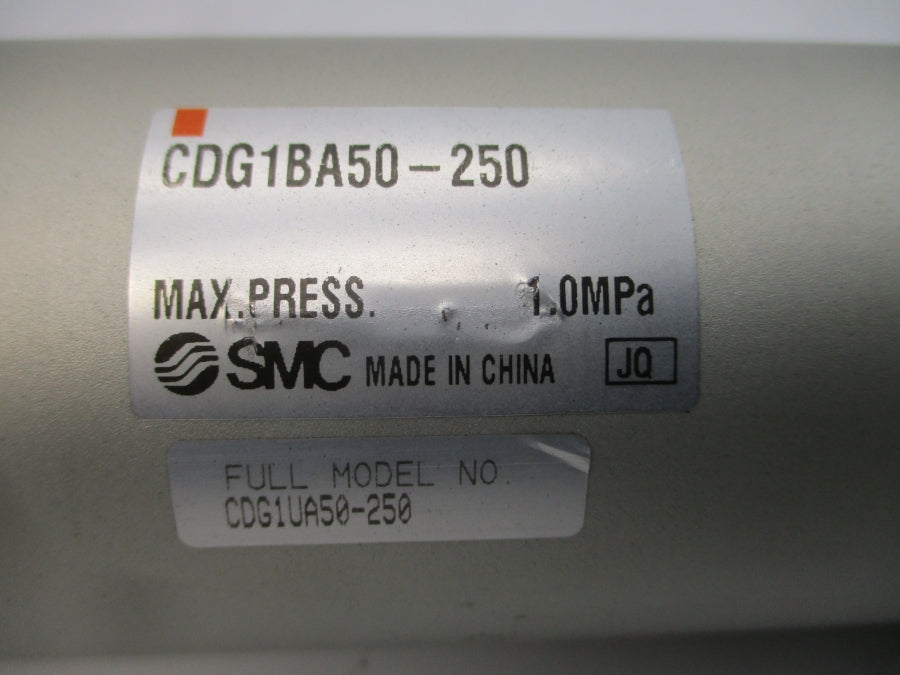 CDG1BA50-250
MAX.PRESS. 1.0MPa
SMC MADE IN CHINA JQ
FULL MODEL NO.
CDG1UA50-250